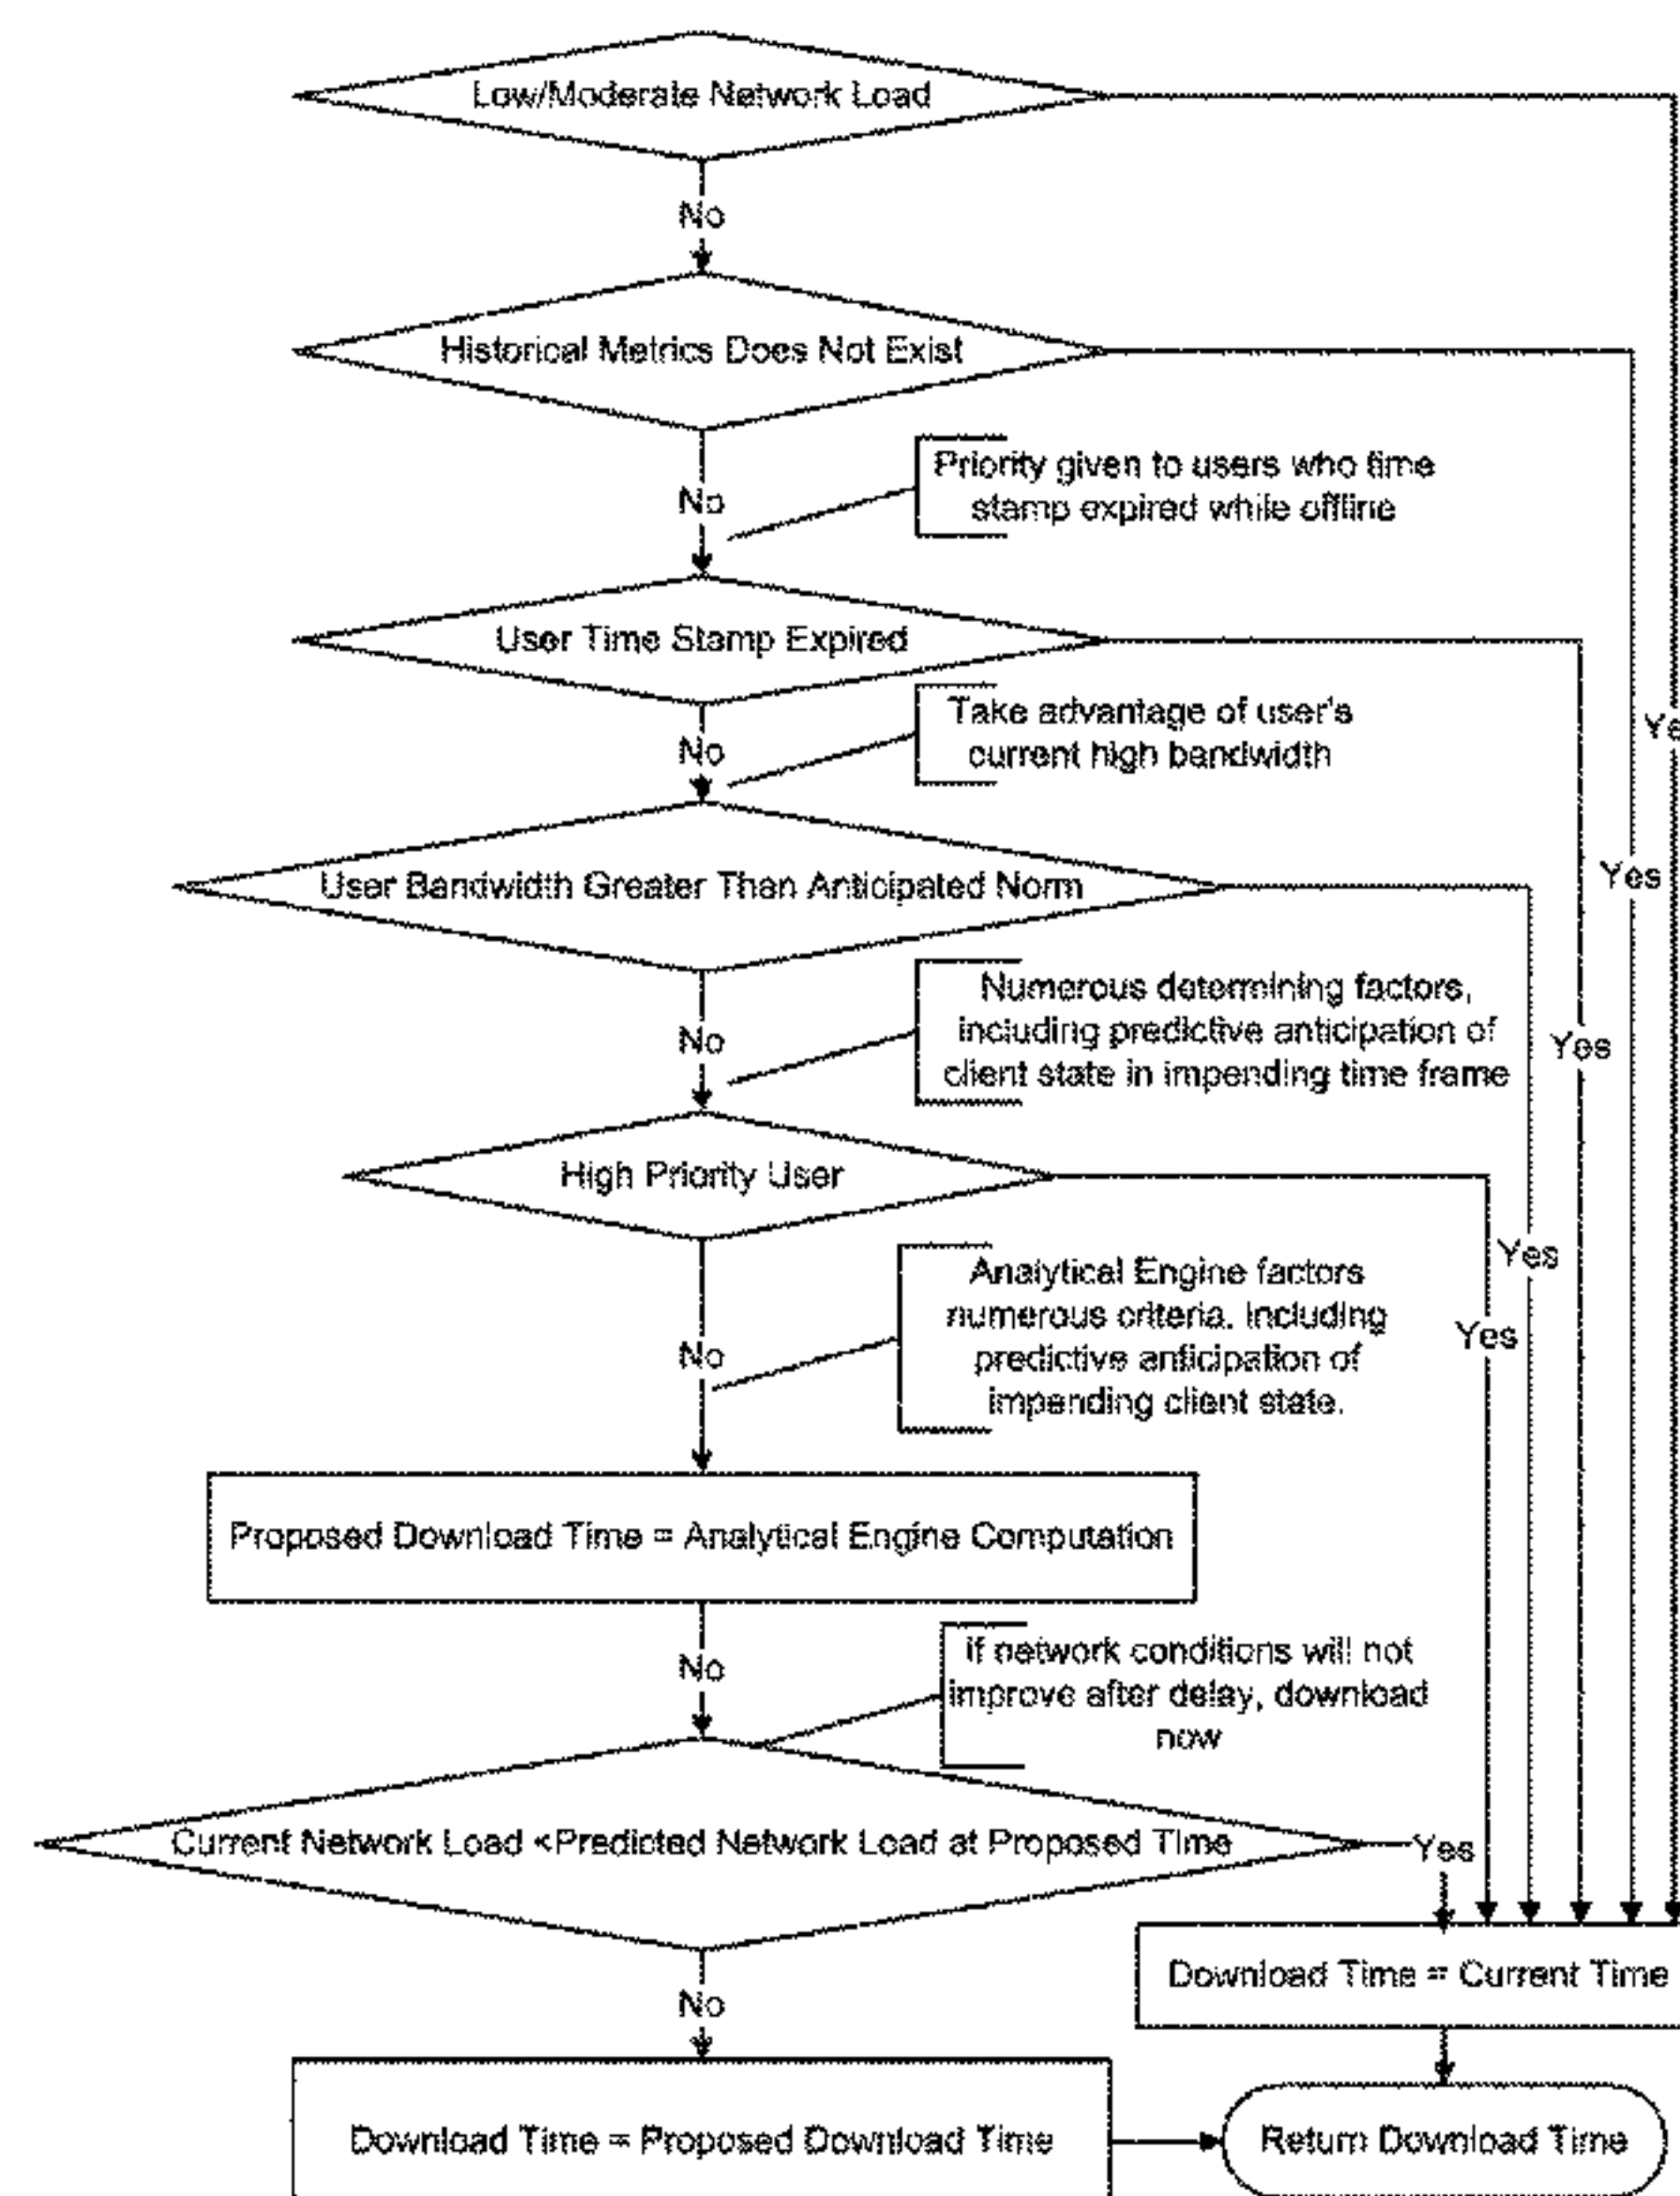 Low/Moderate Network Load
No
Historical Metrics Does Not Exist
No
Priority given to users who time
stamp expired while offline
User Time Stamp Expired
No
Take advantage of user's
current high bandwidth
Yes
User Bandwidth Greater Than Anticipated Norm
No
Numerous determining factors,
including predictive anticipation of
client state in impending time frame
Yes
High Priority User
Yes
No
Analytical Engine factors
numerous criteria. Including
predictive anticipation of
impending client state.
Yes
Proposed Download Time = Analytical Engine Computation
No
If network conditions will not
improve after delay, download
now
Current Network Load <Predicted Network Load at Proposed Time
Yes
No
Download Time = Current Time
Download Time = Proposed Download Time
Return Download Time